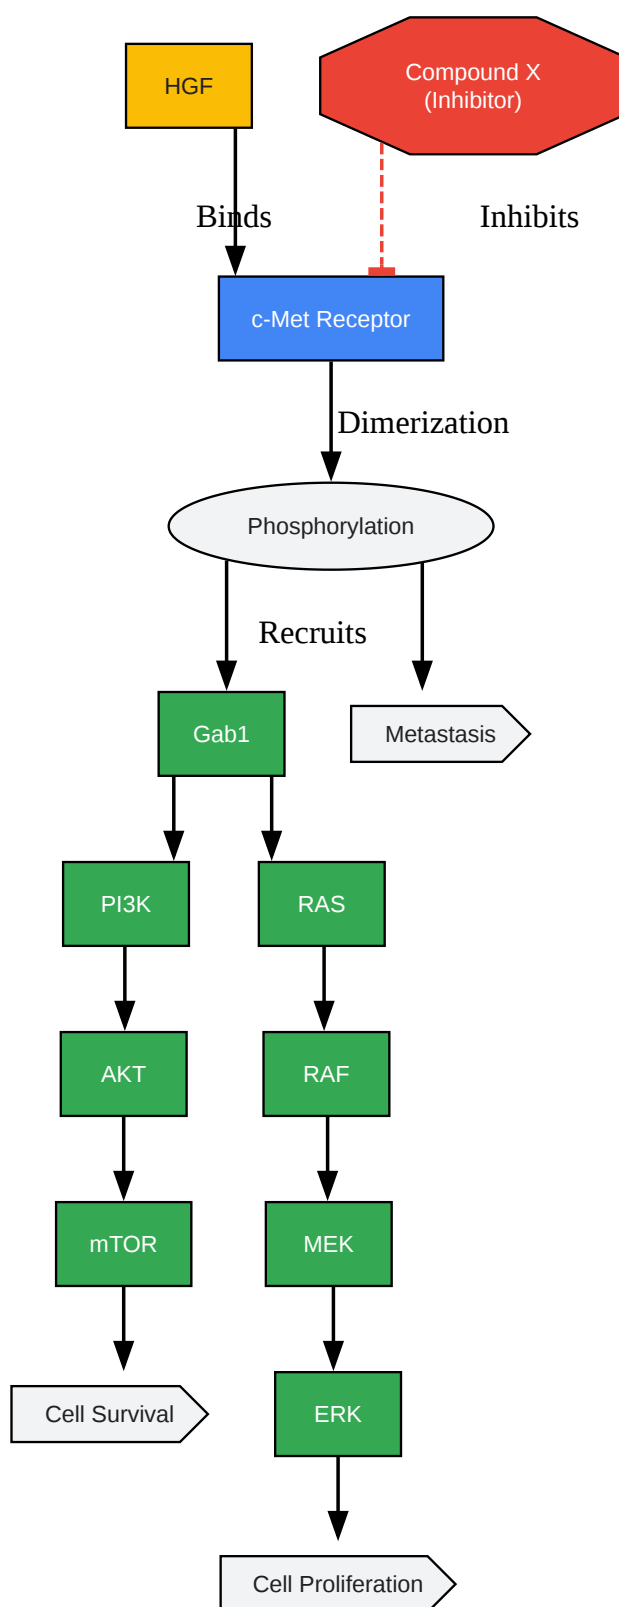 HGF
Compound X
(Inhibitor)
Binds
Inhibits
c-Met Receptor
Dimerization
Phosphorylation
Recruits
Gab1
Metastasis
PI3K
RAS
AKT
RAF
mTOR
MEK
Cell Survival
ERK
Cell Proliferation